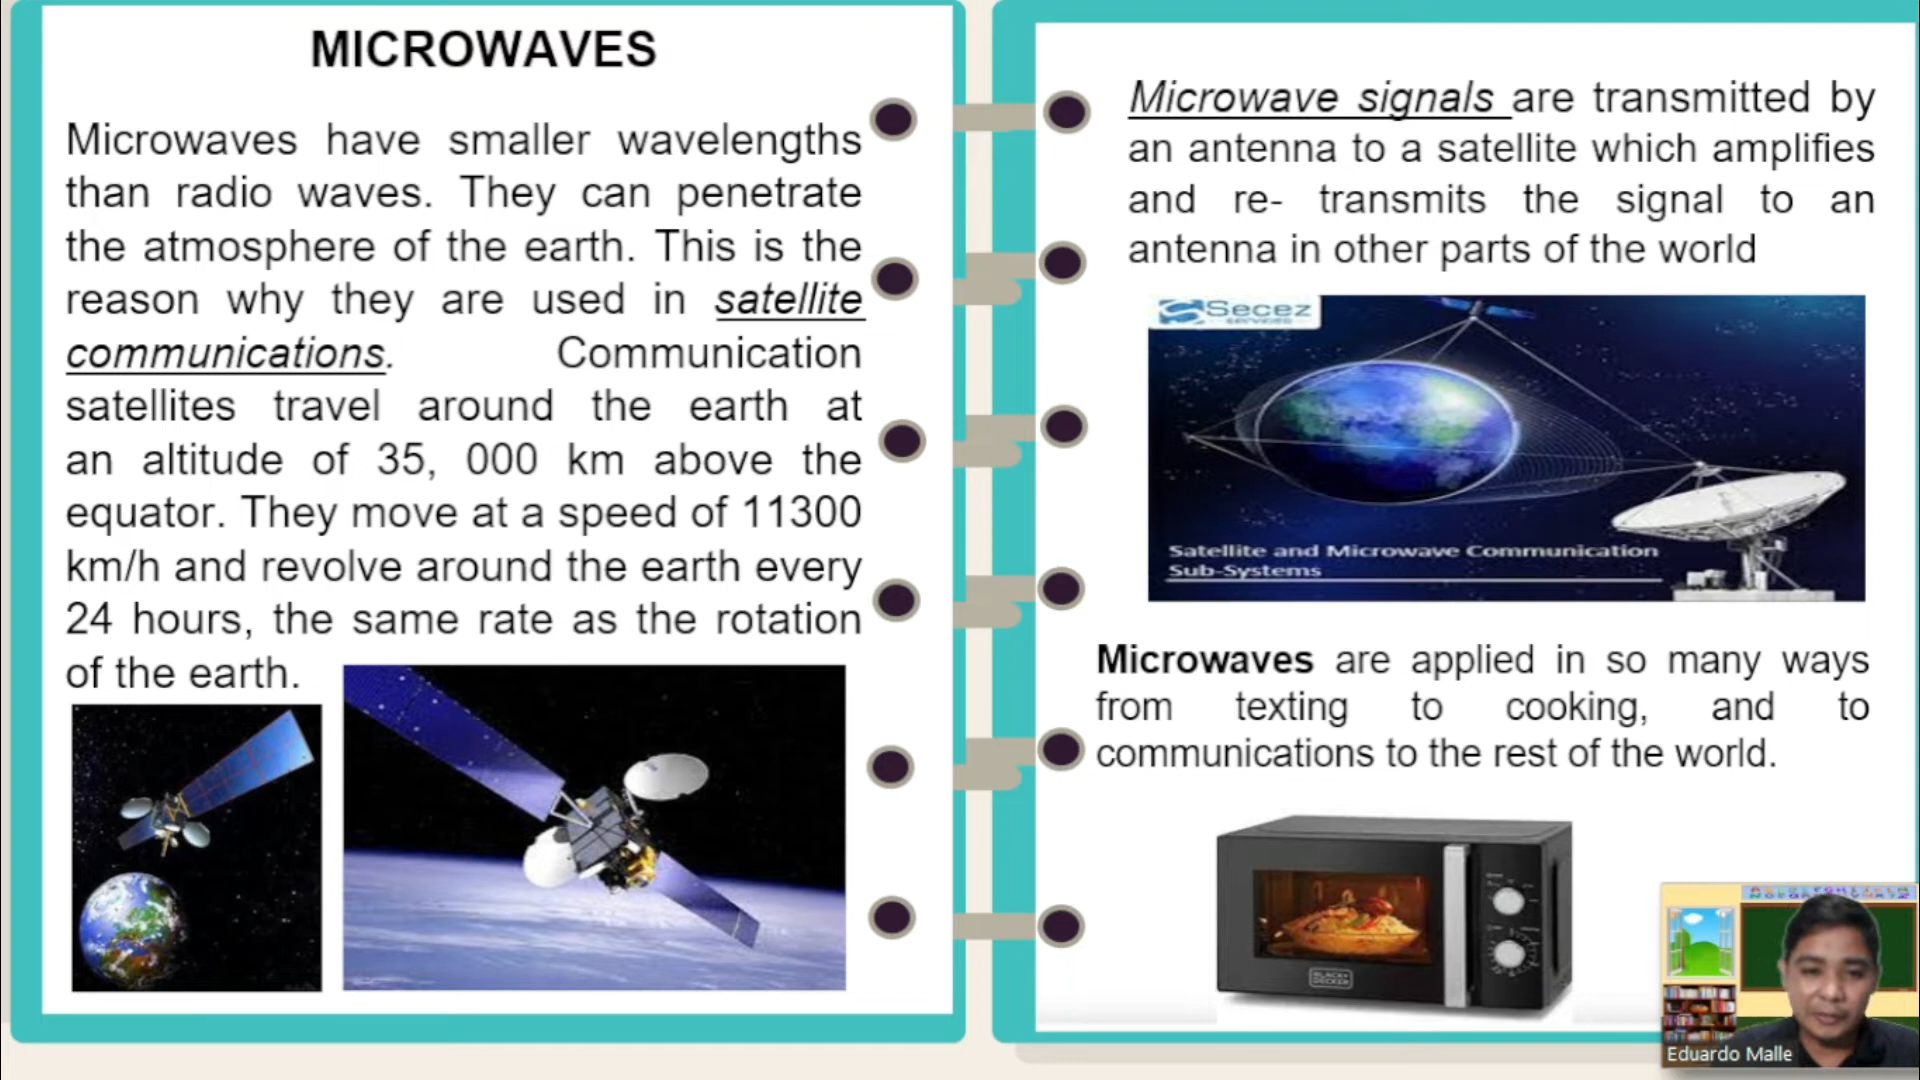 MICROWAVES
Microwaves have smaller wavelengths
than radio waves. They can penetrate
the atmosphere of the earth. This is the
reason why they are used in satellite
communications. Communication
satellites travel around the earth at
an altitude of 35, 000 km above the
equator. They move at a speed of 11300
km/h and revolve around the earth every
24 hours, the same rate as the rotation
of the earth.
Microwave signals are transmitted by
an antenna to a satellite which amplifies
and re- transmits the signal to an
antenna in other parts of the world
Secez
services
Satellite and Microwave Communication
Sub-Systems
Microwaves are applied in so many ways
from texting to cooking, and to
communications to the rest of the world.
BLACK+
DECKER
Eduardo Malle